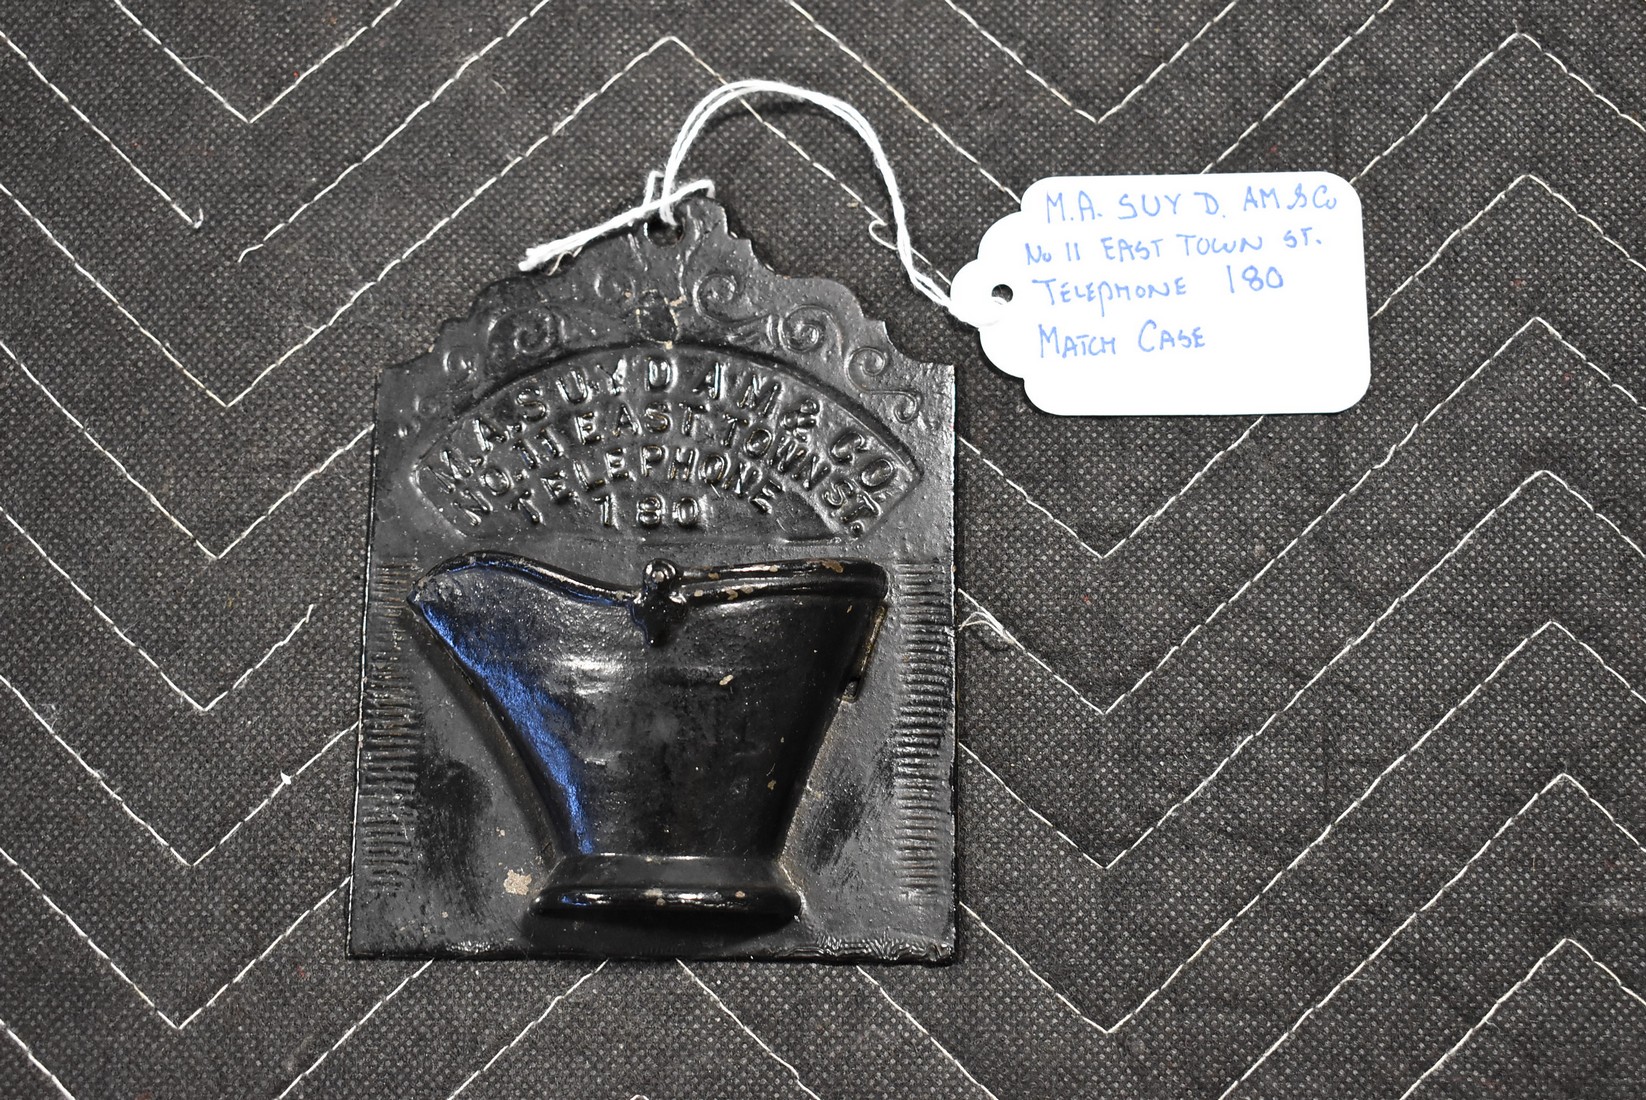 M.A. SUYDAM & CO.
NO. 11 EAST TOWN ST.
TELEPHONE
180
M.A. SUYD. AM & Co
No 11 EAST TOWN ST.
TELEPHONE 180
MATCH CASE